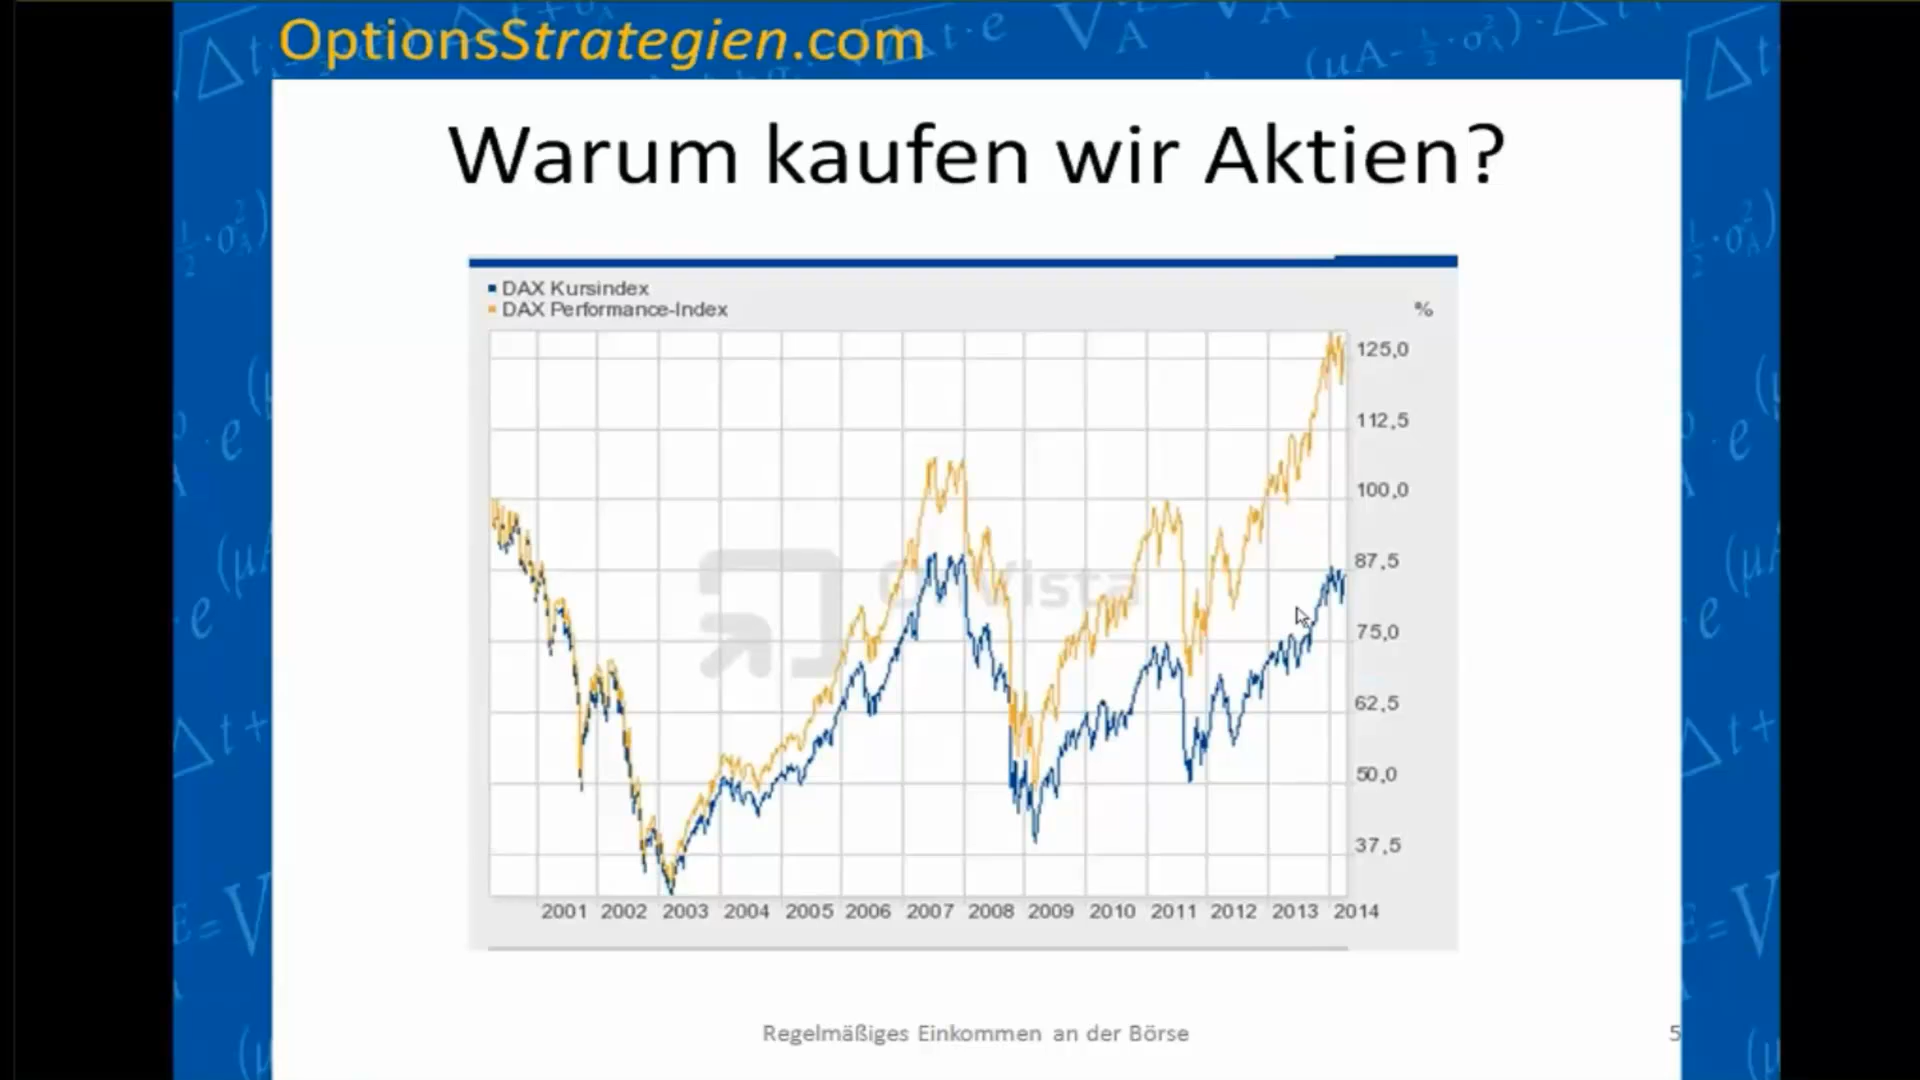 OptionsStrategien.com
Warum kaufen wir Aktien?
DAX Kursindex
DAX Performance-Index
%
125,0
112,5
100,0
87,5
75,0
62,5
50,0
37,5
2001 2002 2003 2004 2005 2006 2007 2008 2009 2010 2011 2012 2013 2014
Regelmäßiges Einkommen an der Börse
5